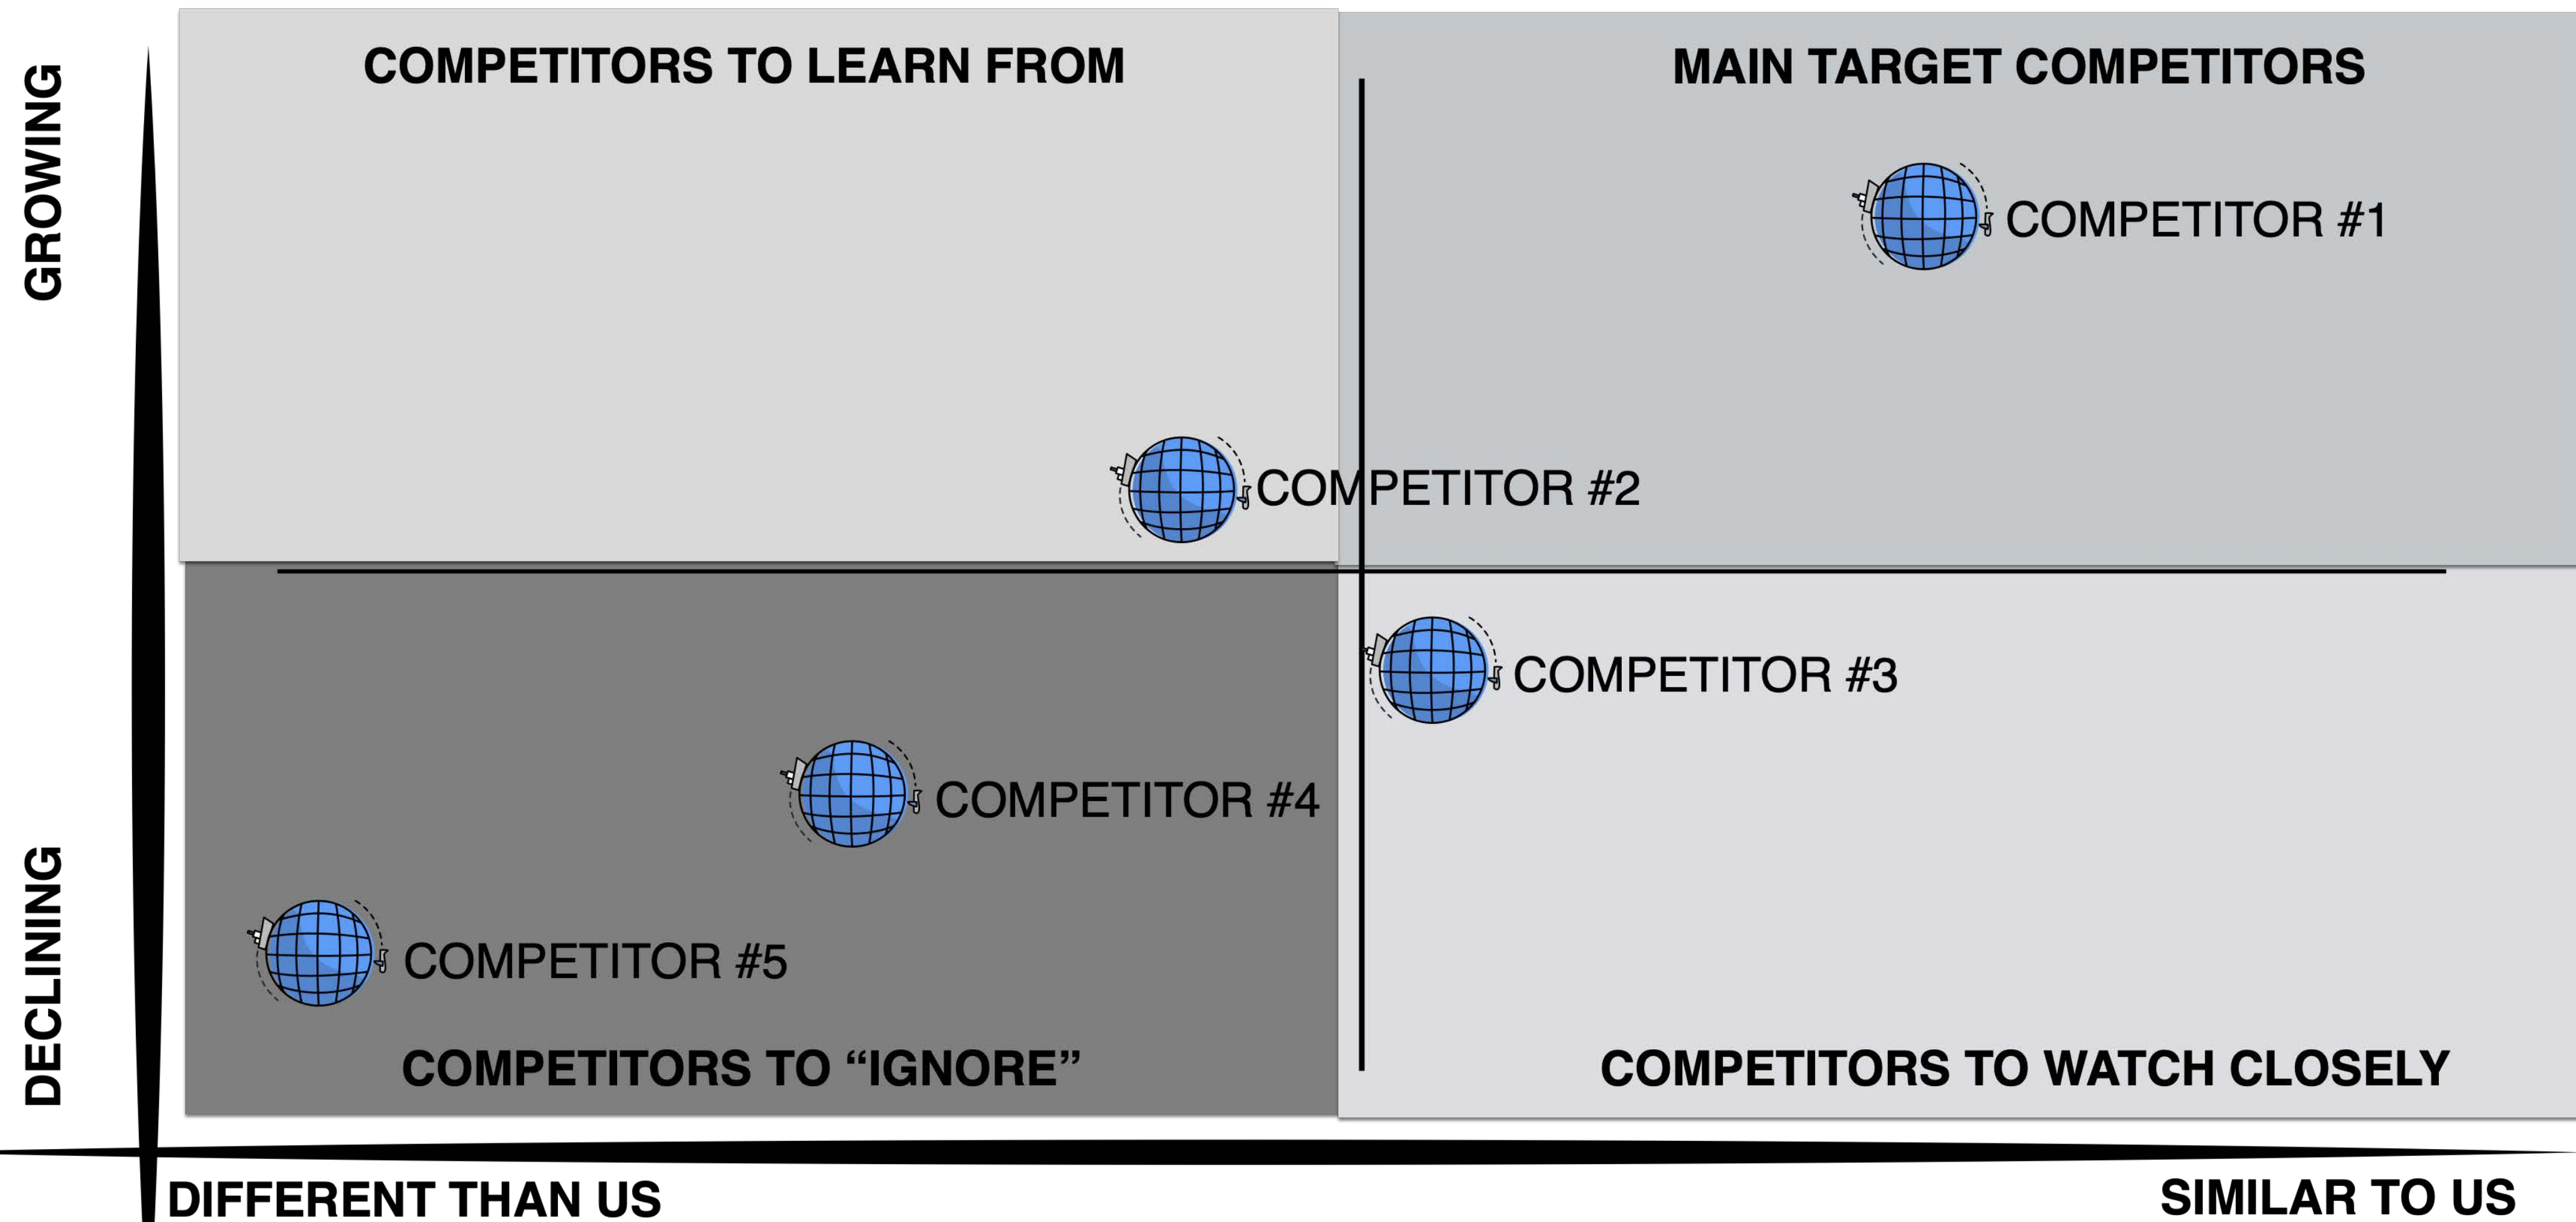 GROWING
COMPETITORS TO LEARN FROM
MAIN TARGET COMPETITORS
COMPETITOR #1
COMPETITOR #2
COMPETITOR #3
COMPETITOR #4
COMPETITOR #5
DECLINING
COMPETITORS TO “IGNORE”
COMPETITORS TO WATCH CLOSELY
DIFFERENT THAN US
SIMILAR TO US